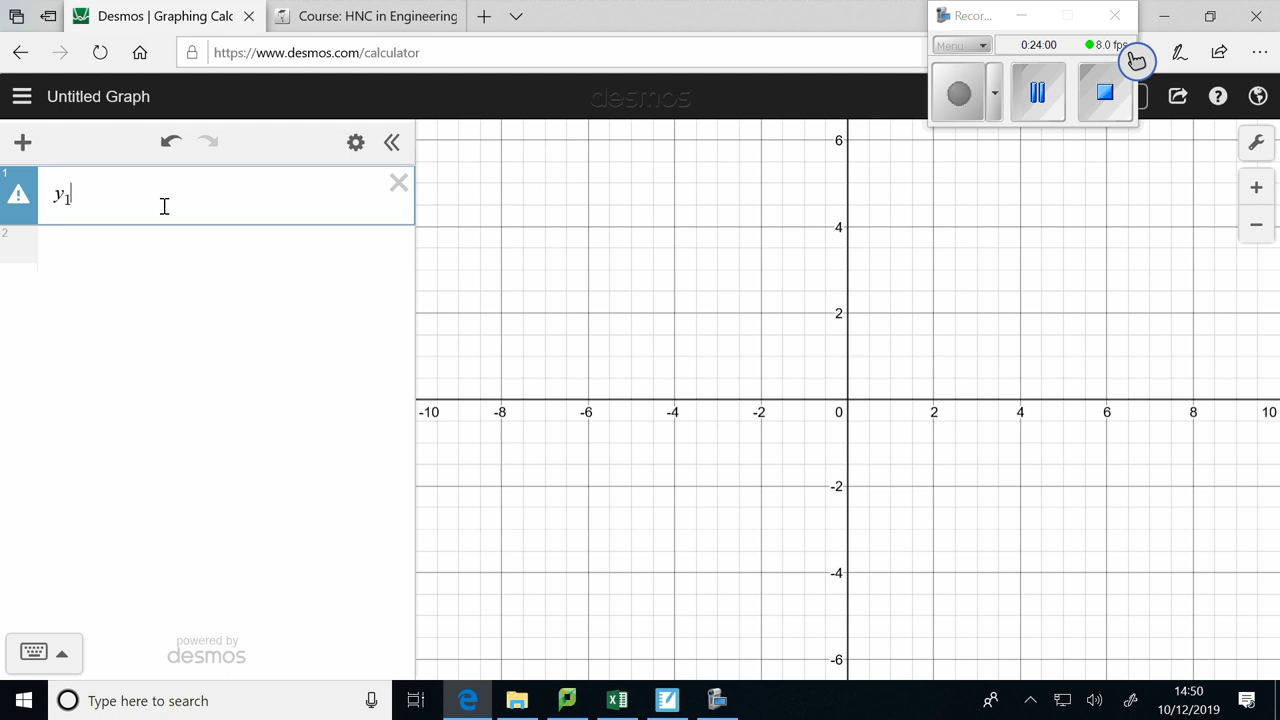 Desmos | Graphing Calc
Course: HNC in Engineering
https://www.desmos.com/calculator
Recor...
Menu
0:24:00
8.0 fps
Untitled Graph
desmos
1
y₁
2
6
4
2
-10
-8
-6
-4
-2
0
2
4
6
8
10
-2
-4
-6
powered by
desmos
Type here to search
14:50
10/12/2019